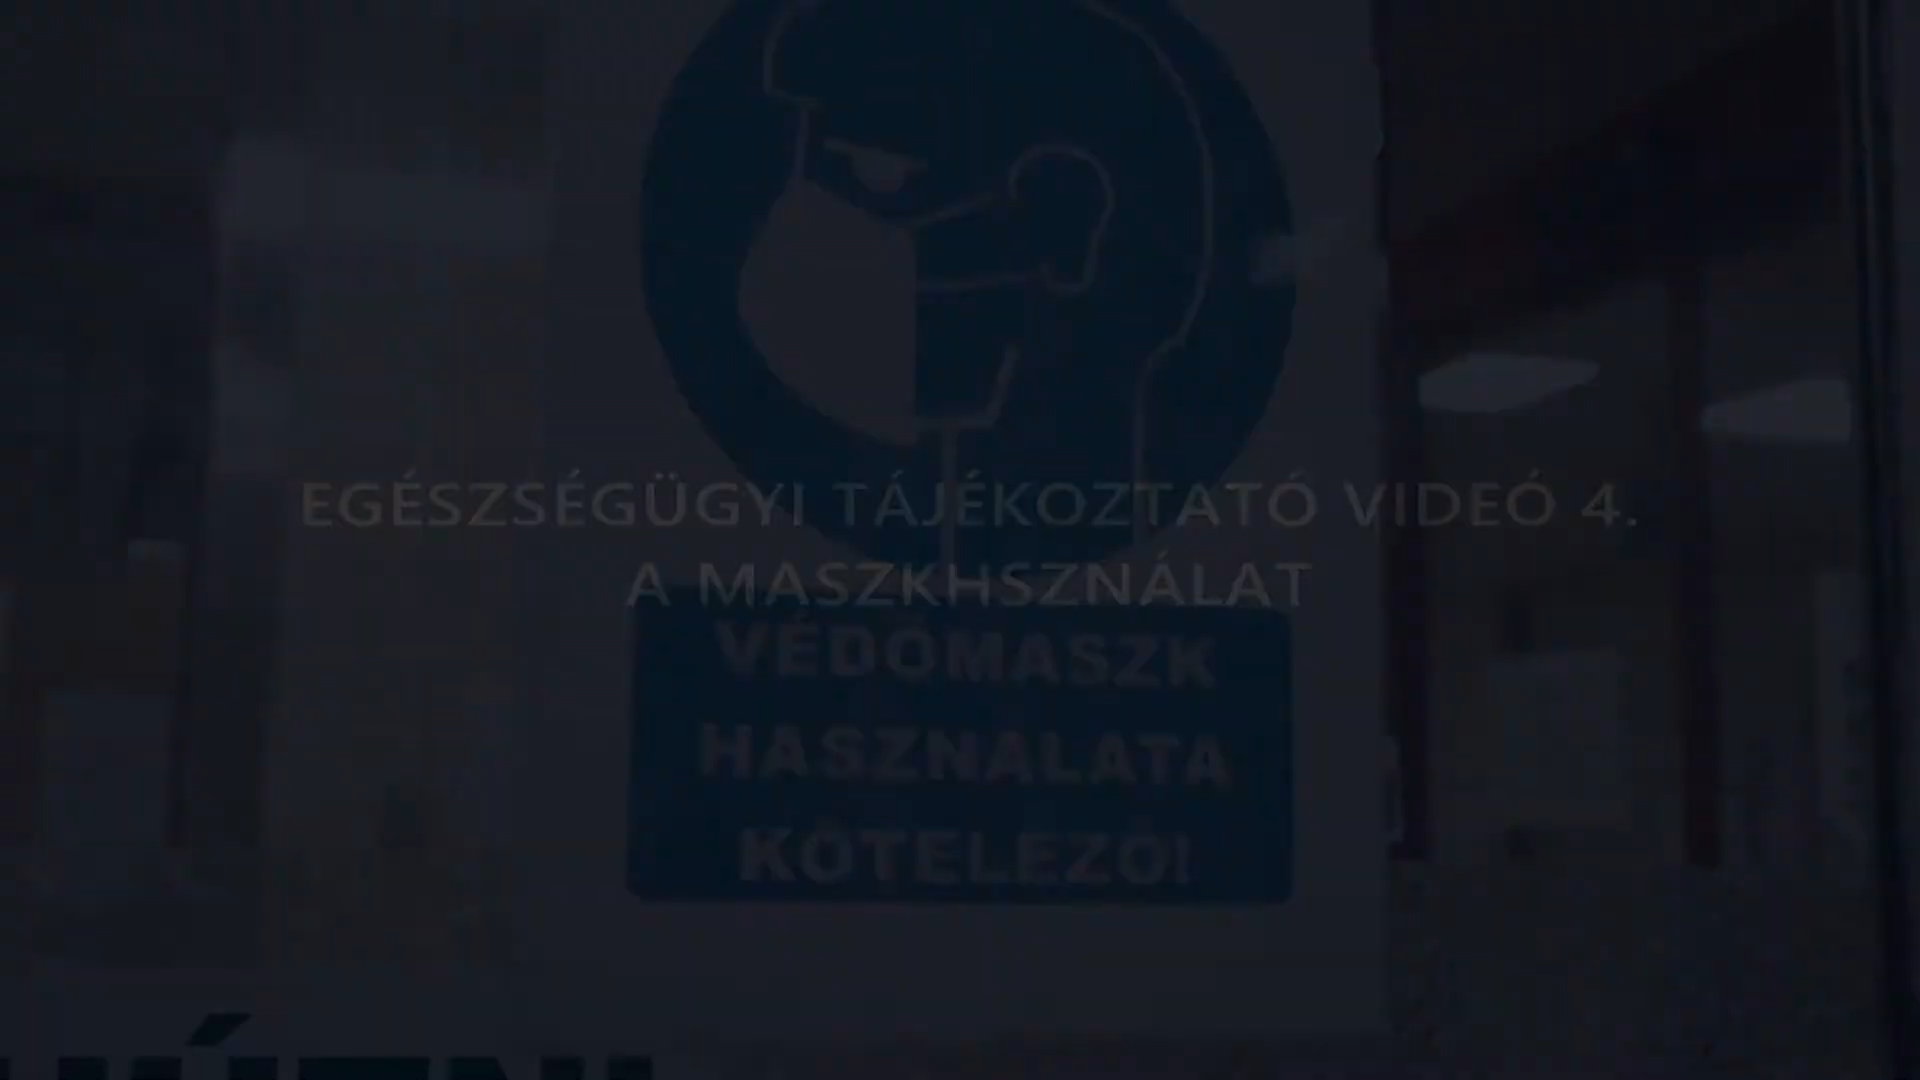 EGÉSZSÉGÜGYI TÁJÉKOZTATÓ VIDEÓ 4.
A MASZKHSZNÁLAT
VÉDŐMASZK
HASZNÁLATA
KÖTELEZŐ!